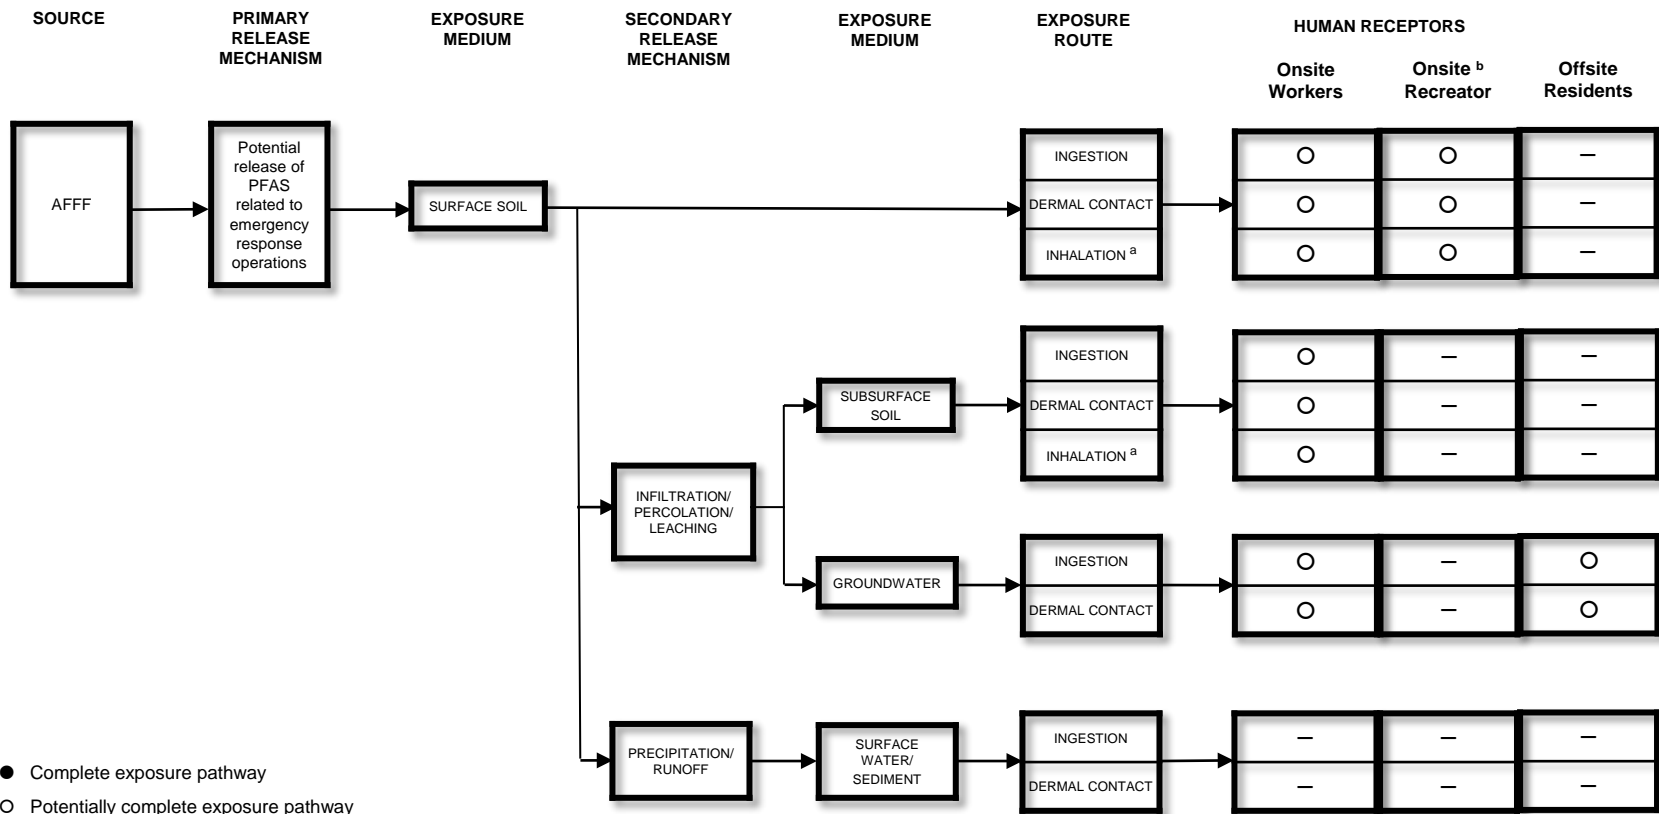 SOURCE
PRIMARY
RELEASE
MECHANISM
EXPOSURE
MEDIUM
SECONDARY
RELEASE
MECHANISM
EXPOSURE
MEDIUM
EXPOSURE
ROUTE
HUMAN RECEPTORS
Onsite
Workers
Onsite b
Recreator
Offsite
Residents
AFFF
Potential
release of
PFAS
related to
emergency
response
operations
SURFACE SOIL
INGESTION
O O –
DERMAL CONTACT
O O –
INHALATION a
O O –
SUBSURFACE
SOIL
INGESTION
O – –
DERMAL CONTACT
O – –
INHALATION a
O – –
INFILTRATION/
PERCOLATION/
LEACHING
GROUNDWATER
INGESTION
O – O
DERMAL CONTACT
O – O
PRECIPITATION/
RUNOFF
SURFACE
WATER/
SEDIMENT
INGESTION
– – –
DERMAL CONTACT
– – –
● Complete exposure pathway
O Potentially complete exposure pathway